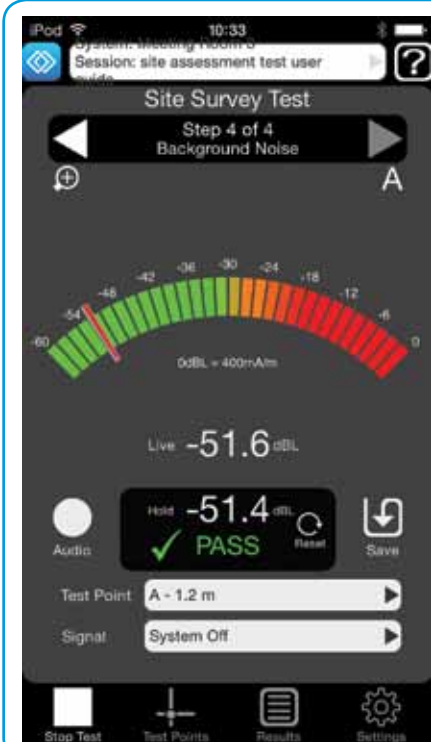 iPod 10:33
System: Meeting Room 3
Session: site assessment test user
guide
?
Site Survey Test
Step 4 of 4
Background Noise
A
-60 -54 -48 -42 -36 -30 -24 -18 -12 -6 0
0dBL = 400mA/m
Live -51.6 dBL
Hold -51.4 dBL
Audio PASS Reset Save
Test Point A - 1.2 m
Signal System Off
Stop Test Test Points Results Settings